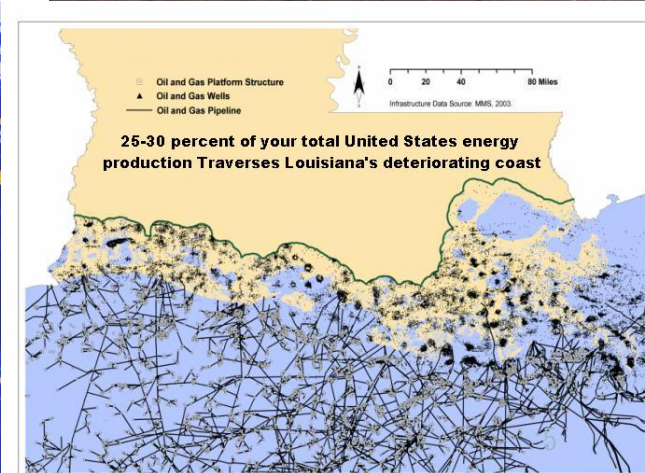 Oil and Gas Platform Structure
Oil and Gas Wells
Oil and Gas Pipeline
0 20 40 80 Miles
Infrastructure Data Source: MMS, 2003.
25-30 percent of your total United States energy
production Traverses Louisiana's deteriorating coast
5